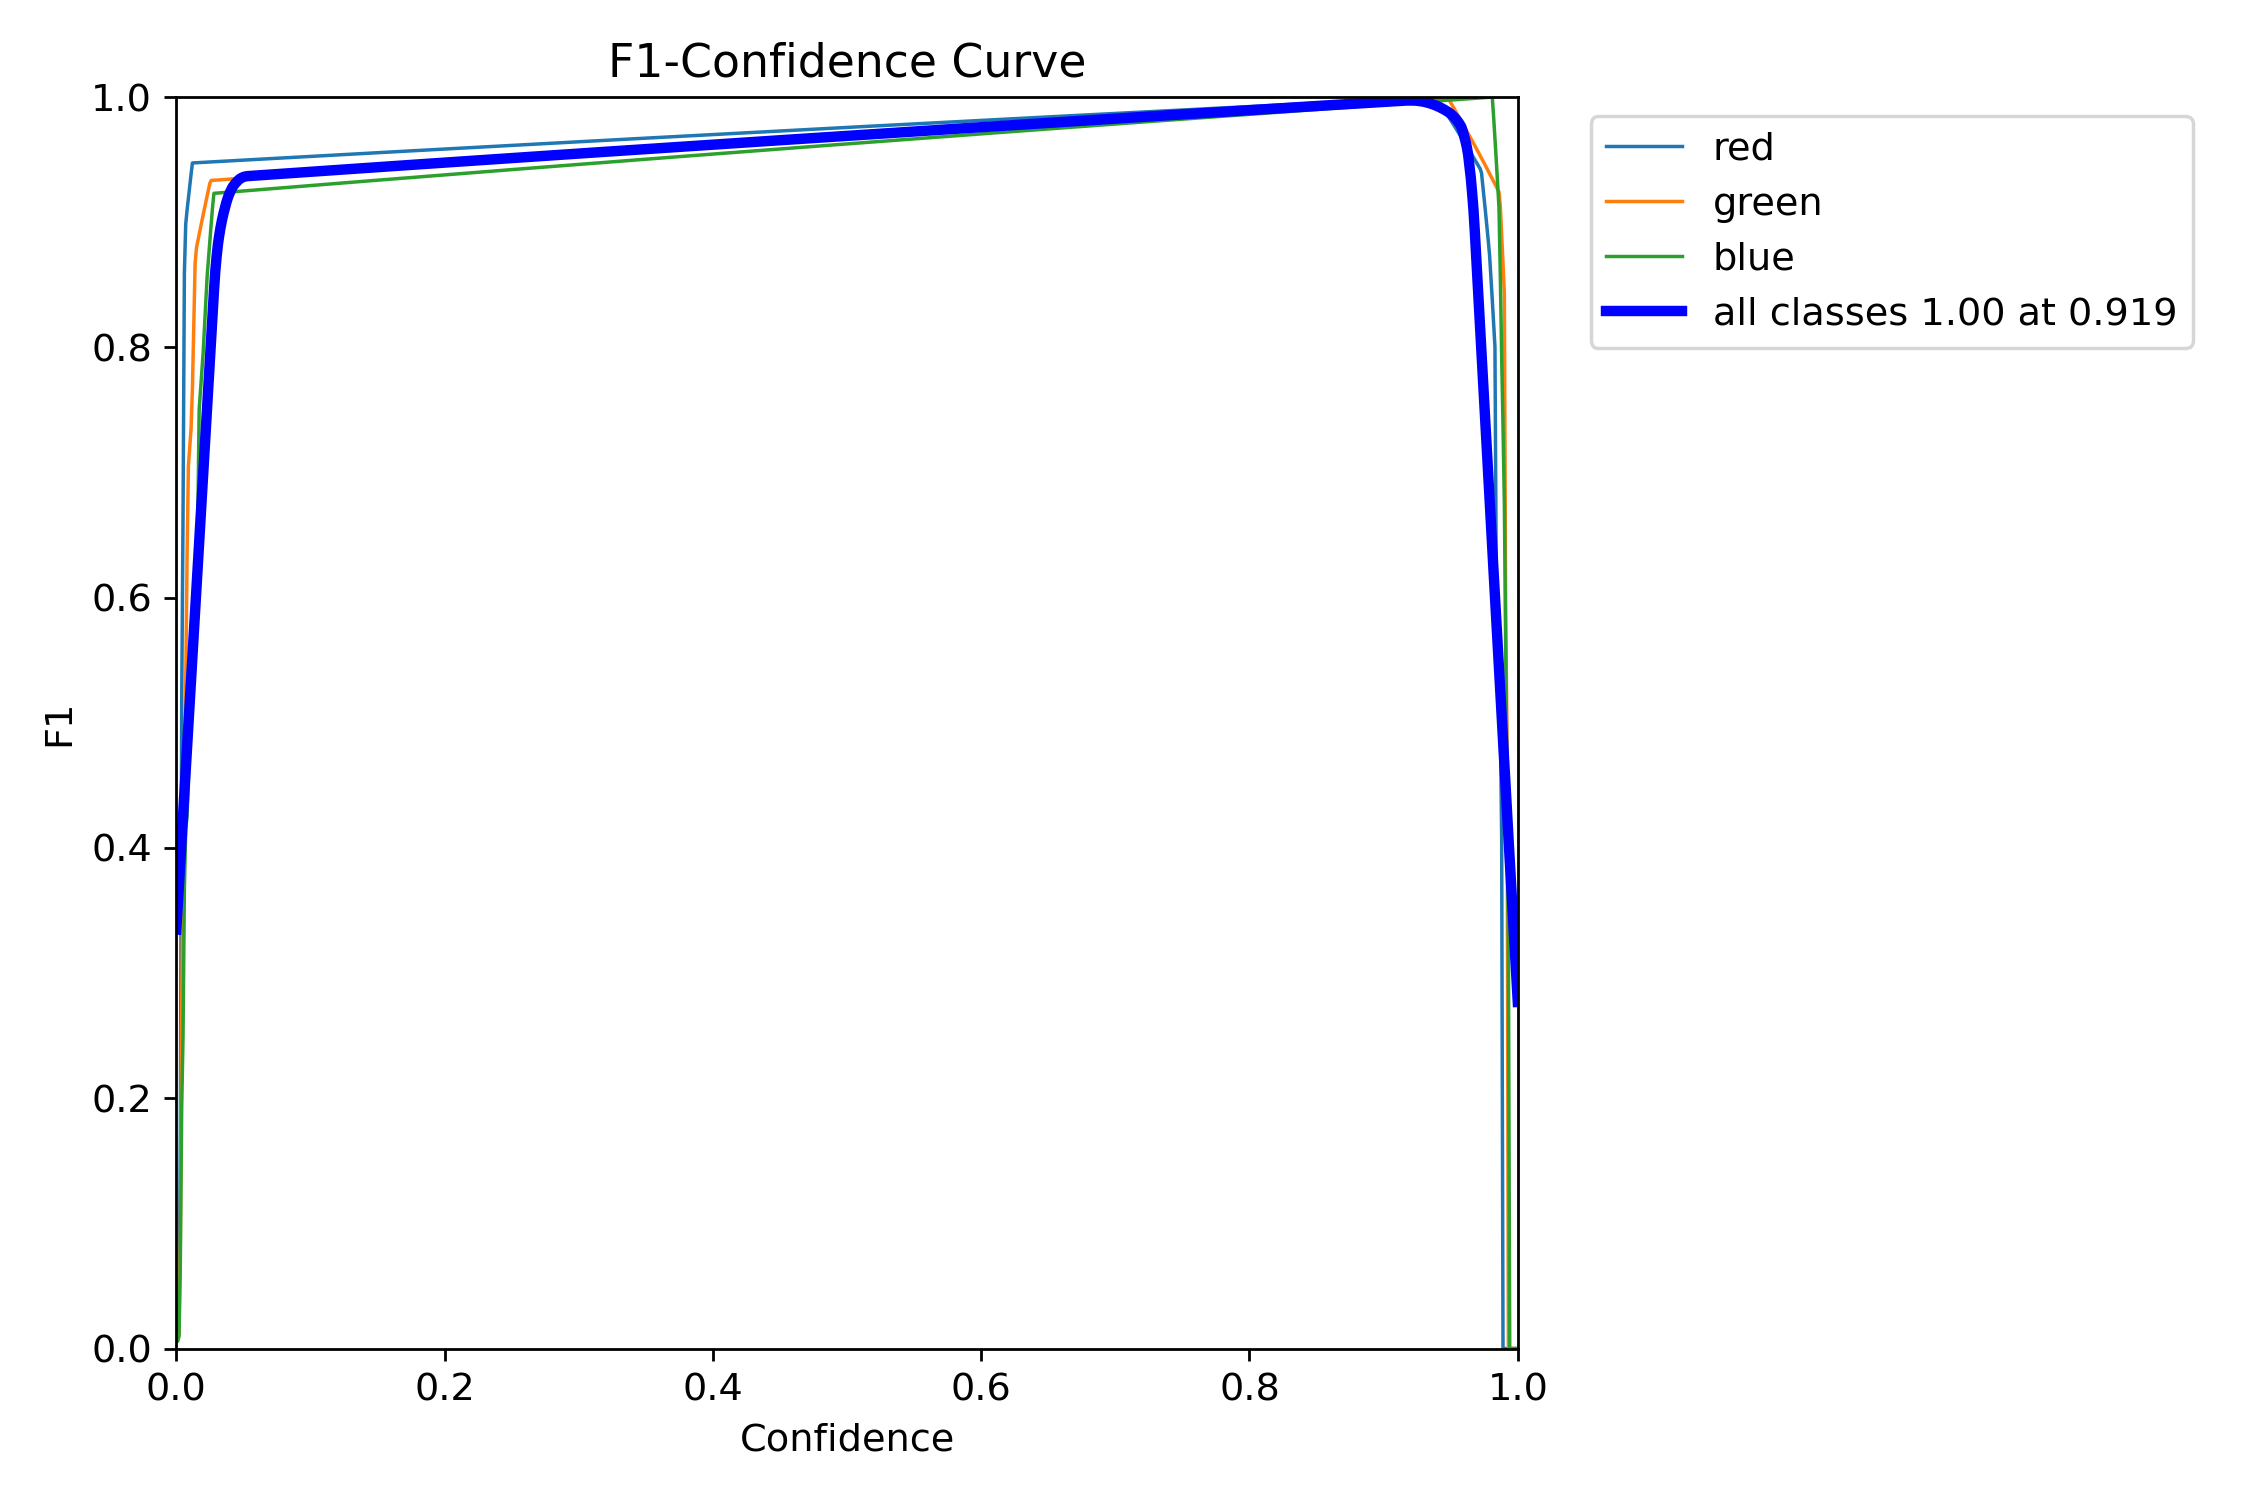 F1-Confidence Curve
1.0
0.8
0.6
0.4
0.2
0.0
F1
0.0 0.2 0.4 0.6 0.8 1.0
Confidence
red
green
blue
all classes 1.00 at 0.919